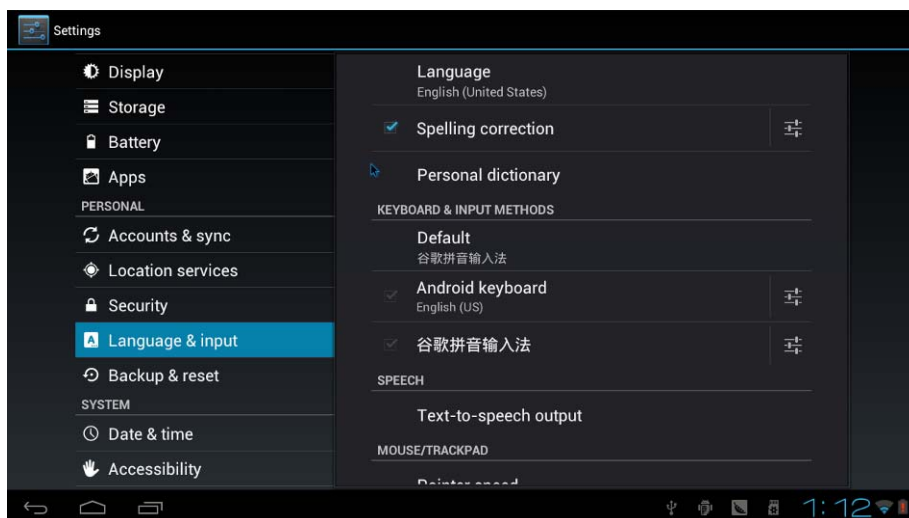 Settings
Display
Storage
Battery
Apps
PERSONAL
Accounts & sync
Location services
Security
Language & input
Backup & reset
SYSTEM
Date & time
Accessibility
Language
English (United States)
Spelling correction
Personal dictionary
KEYBOARD & INPUT METHODS
Default
谷歌拼音输入法
Android keyboard
English (US)
谷歌拼音输入法
SPEECH
Text-to-speech output
MOUSE/TRACKPAD
Pointer speed
1:12